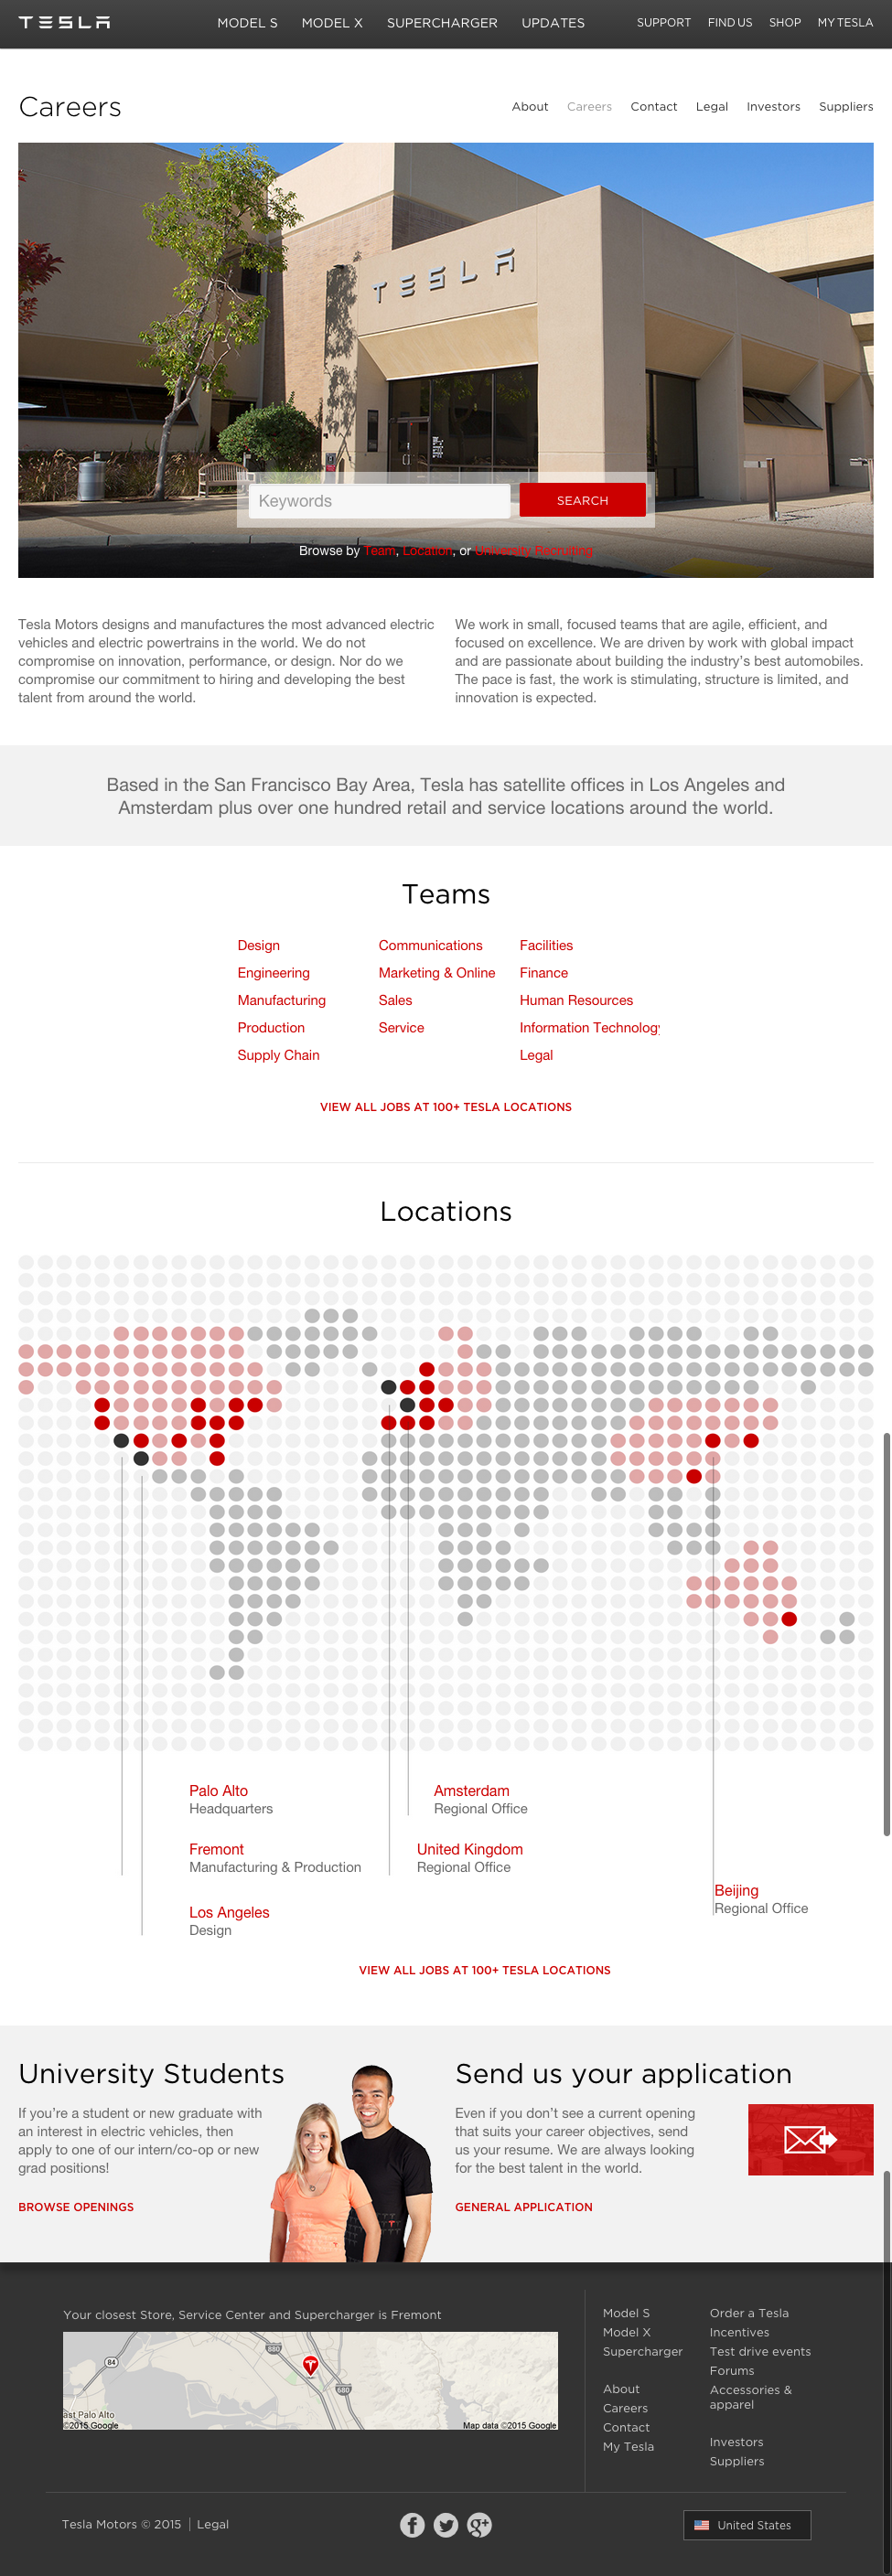 TESLA
MODEL S MODEL X SUPERCHARGER UPDATES
SUPPORT FIND US SHOP MY TESLA
Careers
About Careers Contact Legal Investors Suppliers
TESLA
Keywords
SEARCH
Browse by Team, Location, or University Recruiting
Tesla Motors designs and manufactures the most advanced electric
vehicles and electric powertrains in the world. We do not
compromise on innovation, performance, or design. Nor do we
compromise our commitment to hiring and developing the best
talent from around the world.
We work in small, focused teams that are agile, efficient, and
focused on excellence. We are driven by work with global impact
and are passionate about building the industry's best automobiles.
The pace is fast, the work is stimulating, structure is limited, and
innovation is expected.
Based in the San Francisco Bay Area, Tesla has satellite offices in Los Angeles and
Amsterdam plus over one hundred retail and service locations around the world.
Teams
Design
Engineering
Manufacturing
Production
Supply Chain
Communications
Marketing & Online
Sales
Service
Facilities
Finance
Human Resources
Information Technology
Legal
VIEW ALL JOBS AT 100+ TESLA LOCATIONS
Locations
Palo Alto
Headquarters
Fremont
Manufacturing & Production
Los Angeles
Design
Amsterdam
Regional Office
United Kingdom
Regional Office
Beijing
Regional Office
VIEW ALL JOBS AT 100+ TESLA LOCATIONS
University Students
If you're a student or new graduate with
an interest in electric vehicles, then
apply to one of our intern/co-op or new
grad positions!
BROWSE OPENINGS
Send us your application
Even if you don't see a current opening
that suits your career objectives, send
us your resume. We are always looking
for the best talent in the world.
GENERAL APPLICATION
Your closest Store, Service Center and Supercharger is Fremont
84
880
680
ast Palo Alto
©2015 Google
Map data ©2015 Google
Model S
Model X
Supercharger
About
Careers
Contact
My Tesla
Order a Tesla
Incentives
Test drive events
Forums
Accessories &
apparel
Investors
Suppliers
Tesla Motors © 2015 | Legal
United States